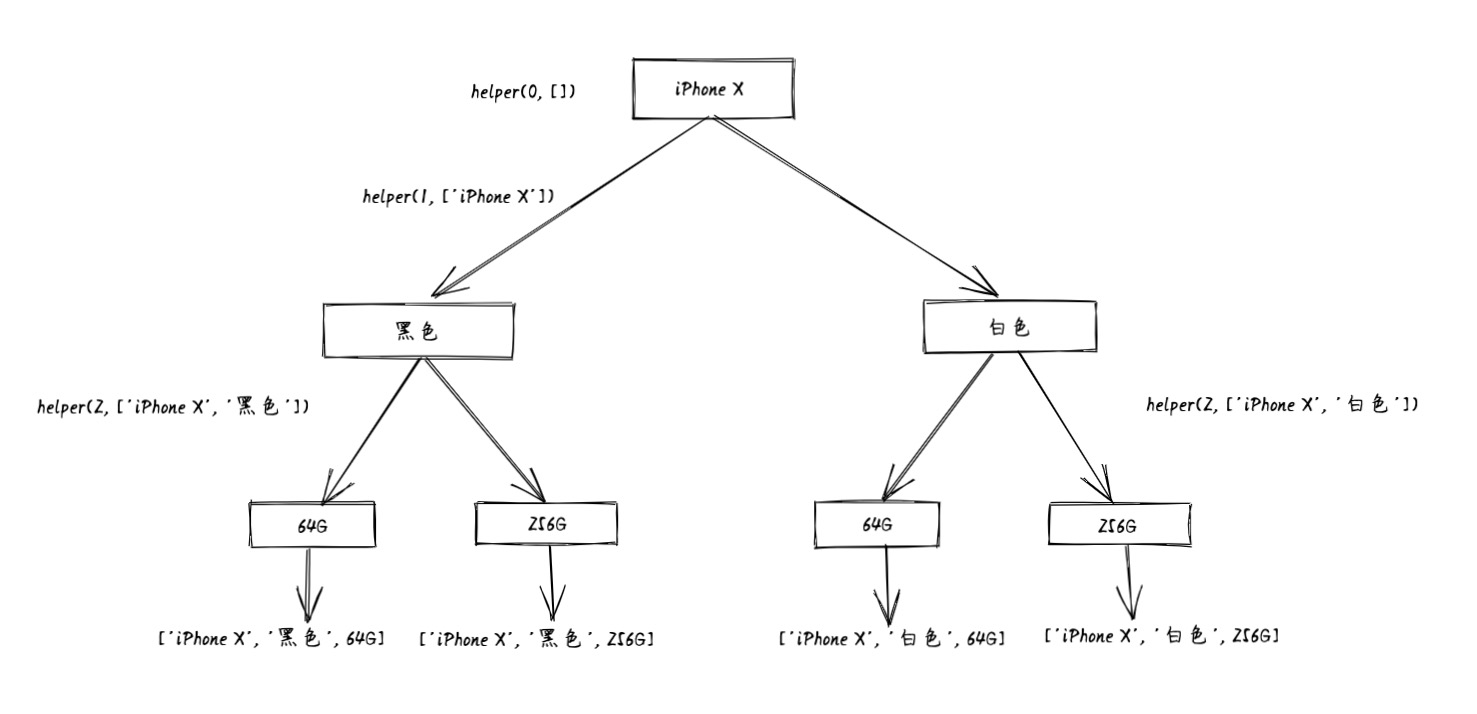 helper(0, [])
iPhone X
helper(1, ['iPhone X'])
黑色
白色
helper(2, ['iPhone X', '黑色'])
helper(2, ['iPhone X', '白色'])
64G
256G
64G
256G
['iPhone X', '黑色', 64G]
['iPhone X', '黑色', 256G]
['iPhone X', '白色', 64G]
['iPhone X', '白色', 256G]